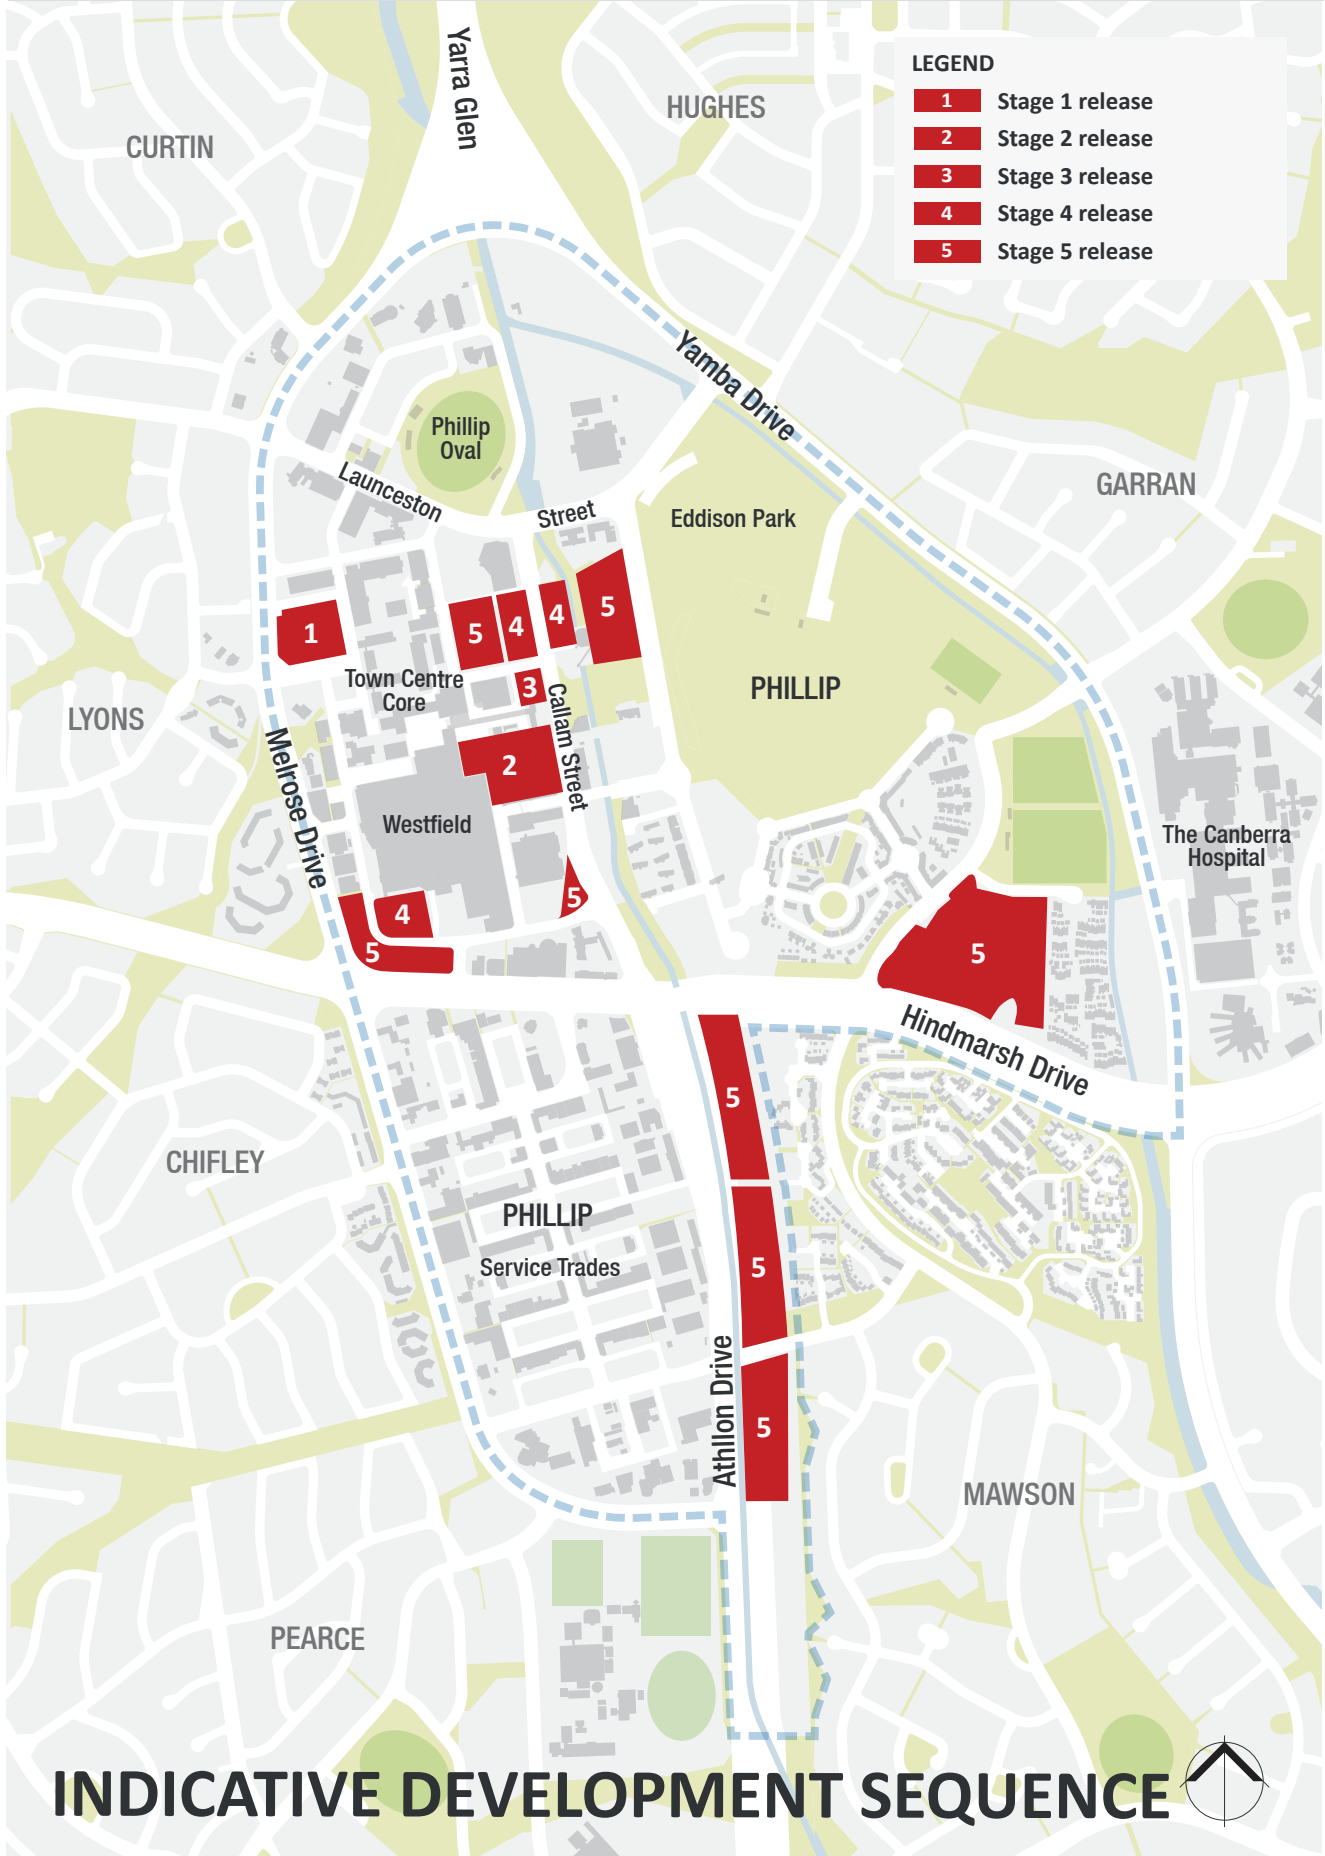 Yarra Glen
HUGHES
CURTIN
LEGEND
1 Stage 1 release
2 Stage 2 release
3 Stage 3 release
4 Stage 4 release
5 Stage 5 release
Yamba Drive
Phillip
Oval
Launceston
Street
GARRAN
Eddison Park
1
5
4
4
5
Town Centre
Core
3
PHILLIP
LYONS
Callam Street
Melrose Drive
2
Westfield
The Canberra
Hospital
5
4
5
5
Hindmarsh Drive
5
CHIFLEY
PHILLIP
Service Trades
5
Athllon Drive
5
MAWSON
PEARCE
INDICATIVE DEVELOPMENT SEQUENCE